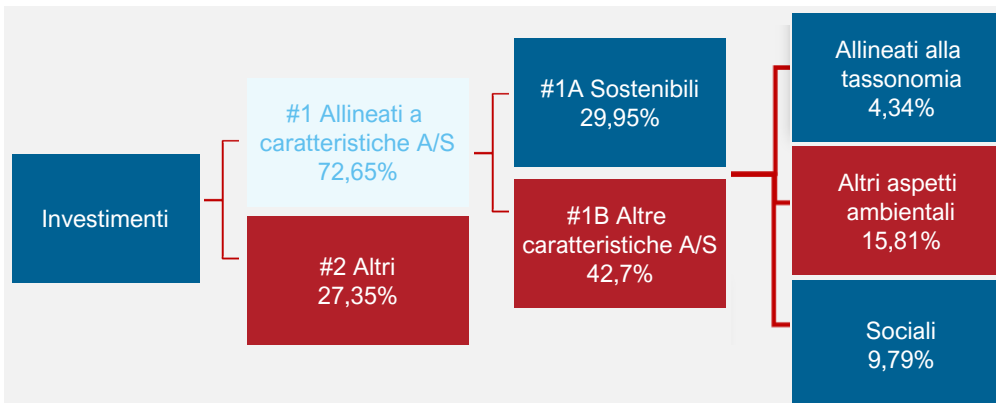 Investimenti
#1 Allineati a
caratteristiche A/S
72,65%
#2 Altri
27,35%
#1A Sostenibili
29,95%
#1B Altre
caratteristiche A/S
42,7%
Allineati alla
tassonomia
4,34%
Altri aspetti
ambientali
15,81%
Sociali
9,79%